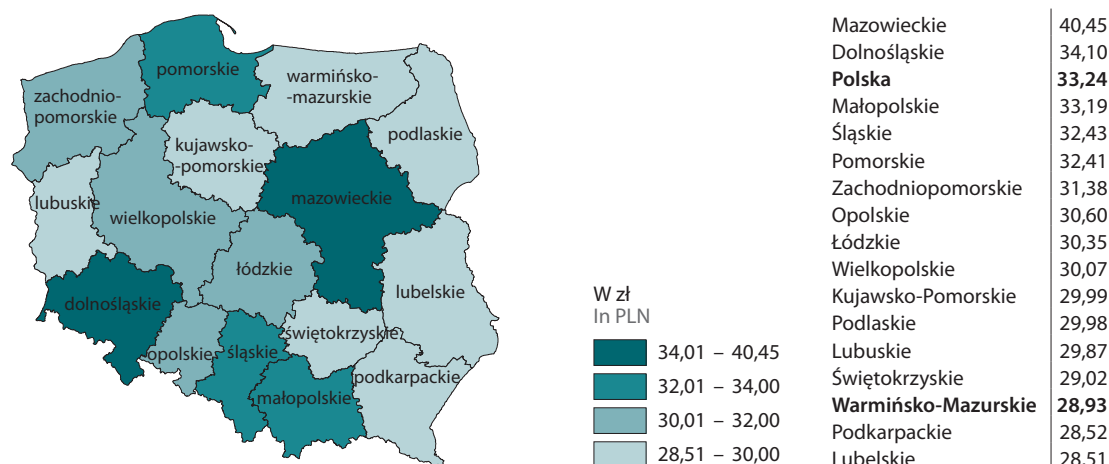 pomorskie
warmińsko-
-mazurskie
zachodnio-
pomorskie
podlaskie
kujawsko-
-pomorskie
lubuskie
mazowieckie
wielkopolskie
łódzkie
lubelskie
dolnośląskie
świętokrzyskie
opolskie
śląskie
podkarpackie
małopolskie
W zł
In PLN
34,01 – 40,45
32,01 – 34,00
30,01 – 32,00
28,51 – 30,00
Mazowieckie 40,45
Dolnośląskie 34,10
Polska 33,24
Małopolskie 33,19
Śląskie 32,43
Pomorskie 32,41
Zachodniopomorskie 31,38
Opolskie 30,60
Łódzkie 30,35
Wielkopolskie 30,07
Kujawsko-Pomorskie 29,99
Podlaskie 29,98
Lubuskie 29,87
Świętokrzyskie 29,02
Warmińsko-Mazurskie 28,93
Podkarpackie 28,52
Lubelskie 28,51